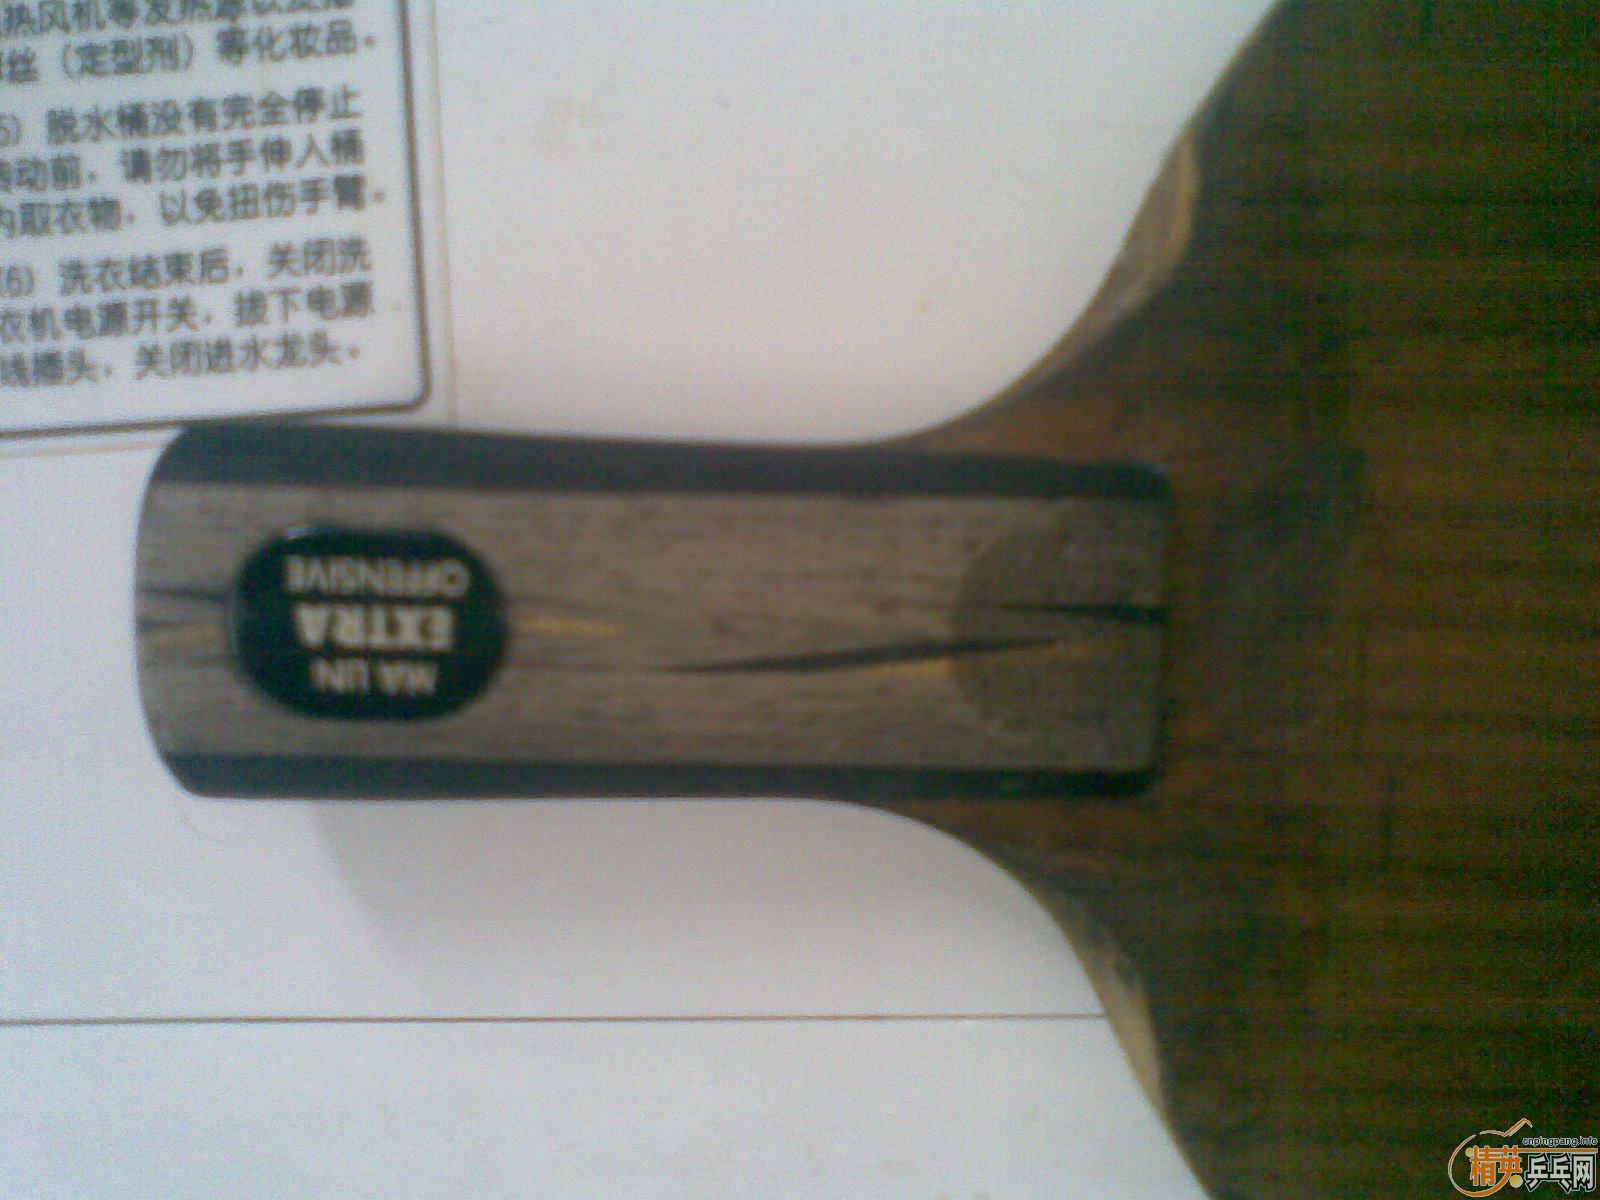 热风机等发热源以及
丝（定型剂）等化妆品。
5）脱水桶没有完全停止
转动前，请勿将手伸入桶
内取衣物，以免扭伤手臂。
(6）洗衣结束后，关闭洗
衣机电源开关，拔下电源
线插头，关闭进水龙头。
MA LIN
EXTRA
OFFENSIVE
cnpingpang.info
精英乒乓网